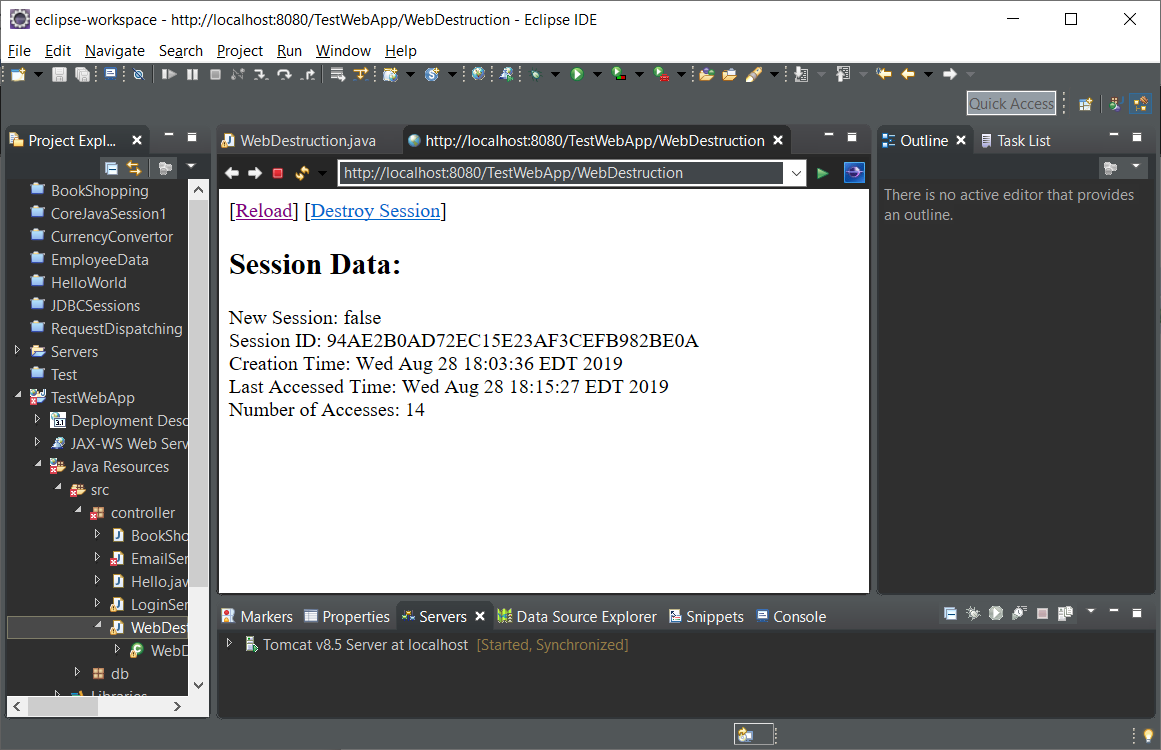 eclipse-workspace - http://localhost:8080/TestWebApp/WebDestruction - Eclipse IDE
File Edit Navigate Search Project Run Window Help
Quick Access
Project Expl...
BookShopping
CoreJavaSession1
CurrencyConvertor
EmployeeData
HelloWorld
JDBCSessions
RequestDispatching
Servers
Test
TestWebApp
Deployment Desc
JAX-WS Web Serv
Java Resources
src
controller
BookSho
EmailSer
Hello.jav
LoginSer
WebDest
WebD
db
Libraries
WebDestruction.java
http://localhost:8080/TestWebApp/WebDestruction
http://localhost:8080/TestWebApp/WebDestruction
[Reload] [Destroy Session]
Session Data:
New Session: false
Session ID: 94AE2B0AD72EC15E23AF3CEFB982BE0A
Creation Time: Wed Aug 28 18:03:36 EDT 2019
Last Accessed Time: Wed Aug 28 18:15:27 EDT 2019
Number of Accesses: 14
Outline Task List
There is no active editor that provides
an outline.
Markers Properties Servers Data Source Explorer Snippets Console
Tomcat v8.5 Server at localhost [Started, Synchronized]